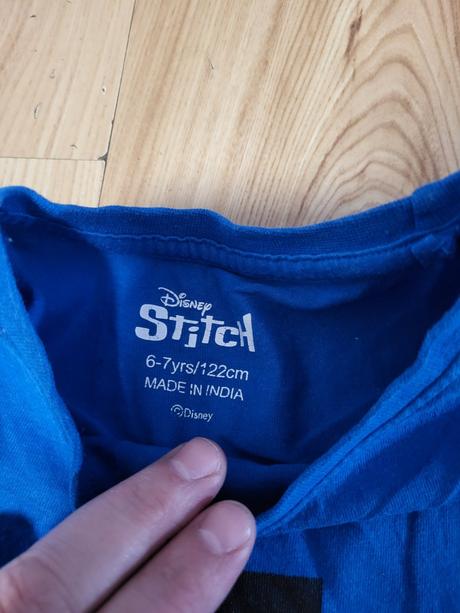 Disney
Stitch
6-7yrs/122cm
MADE IN INDIA
©Disney